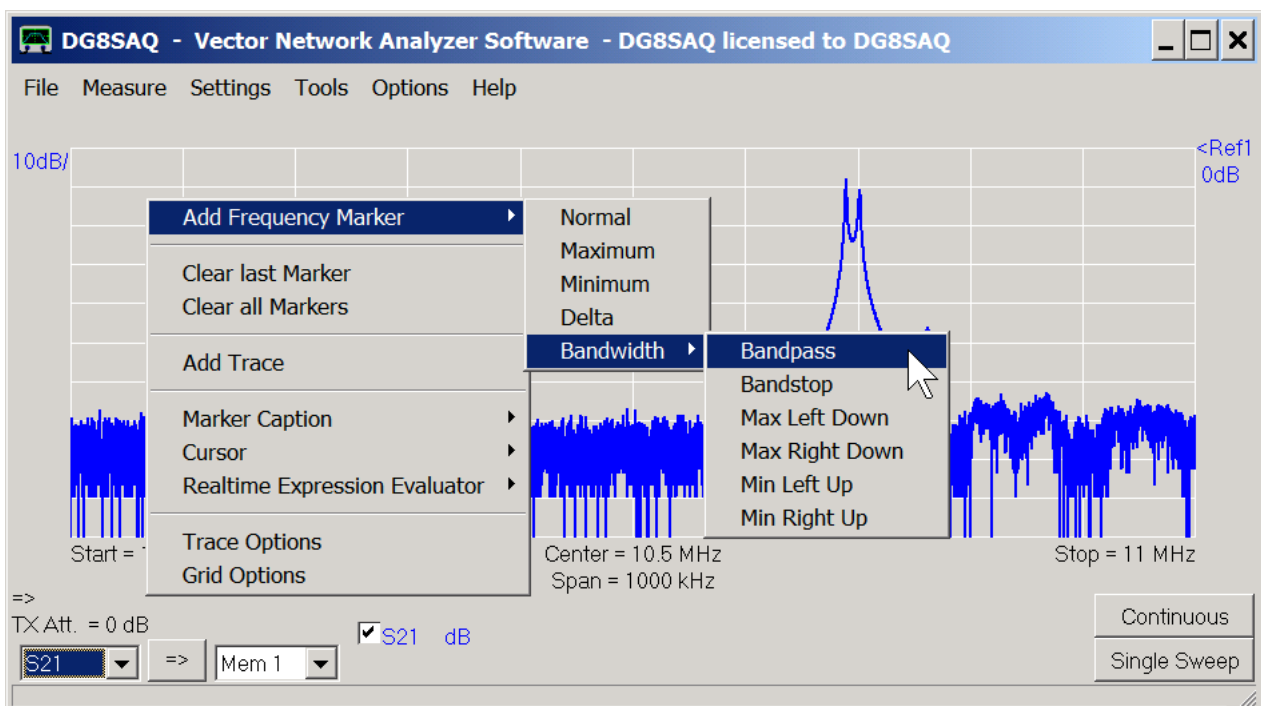 DG8SAQ - Vector Network Analyzer Software - DG8SAQ licensed to DG8SAQ
File Measure Settings Tools Options Help
10dB/
<Ref1
0dB
Add Frequency Marker
Clear last Marker
Clear all Markers
Add Trace
Marker Caption
Cursor
Realtime Expression Evaluator
Trace Options
Grid Options
Normal
Maximum
Minimum
Delta
Bandwidth
Bandpass
Bandstop
Max Left Down
Max Right Down
Min Left Up
Min Right Up
Start =
Center = 10.5 MHz
Span = 1000 kHz
Stop = 11 MHz
=>
TX Att. = 0 dB
S21 dB
S21 => Mem 1
Continuous
Single Sweep